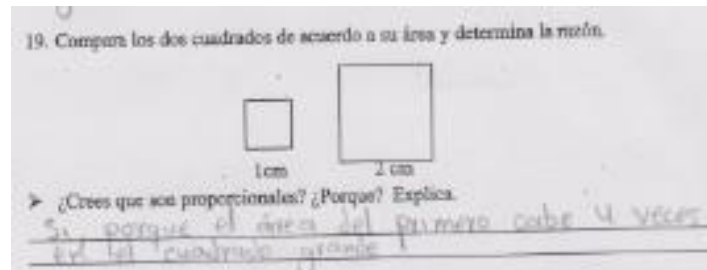 19. Compara los dos cuadrados de acuerdo a su área y determina la razón.
1cm 2 cm
➤ ¿Crees que son proporcionales? ¿Porque? Explica.
Si, porque el área del primero cabe 4 veces
en el cuadrado grande